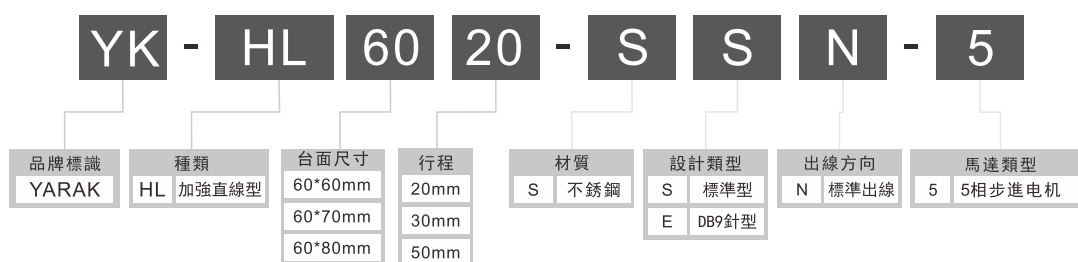 YK - HL 60 20 - S S N - 5
品牌標識
YARAK
種類
HL 加強直線型
台面尺寸
60*60mm
60*70mm
60*80mm
行程
20mm
30mm
50mm
材質
S 不銹鋼
設計類型
S 標準型
E DB9針型
出線方向
N 標準出線
馬達類型
5 5相步進电机